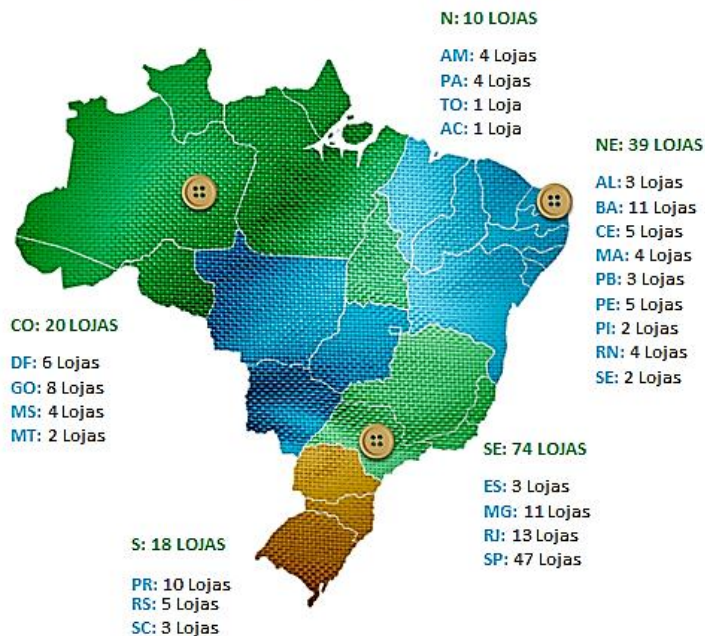 N: 10 LOJAS
AM: 4 Lojas
PA: 4 Lojas
TO: 1 Loja
AC: 1 Loja
NE: 39 LOJAS
AL: 3 Lojas
BA: 11 Lojas
CE: 5 Lojas
MA: 4 Lojas
PB: 3 Lojas
PE: 5 Lojas
PI: 2 Lojas
RN: 4 Lojas
SE: 2 Lojas
CO: 20 LOJAS
DF: 6 Lojas
GO: 8 Lojas
MS: 4 Lojas
MT: 2 Lojas
SE: 74 LOJAS
ES: 3 Lojas
MG: 11 Lojas
RJ: 13 Lojas
SP: 47 Lojas
S: 18 LOJAS
PR: 10 Lojas
RS: 5 Lojas
SC: 3 Lojas